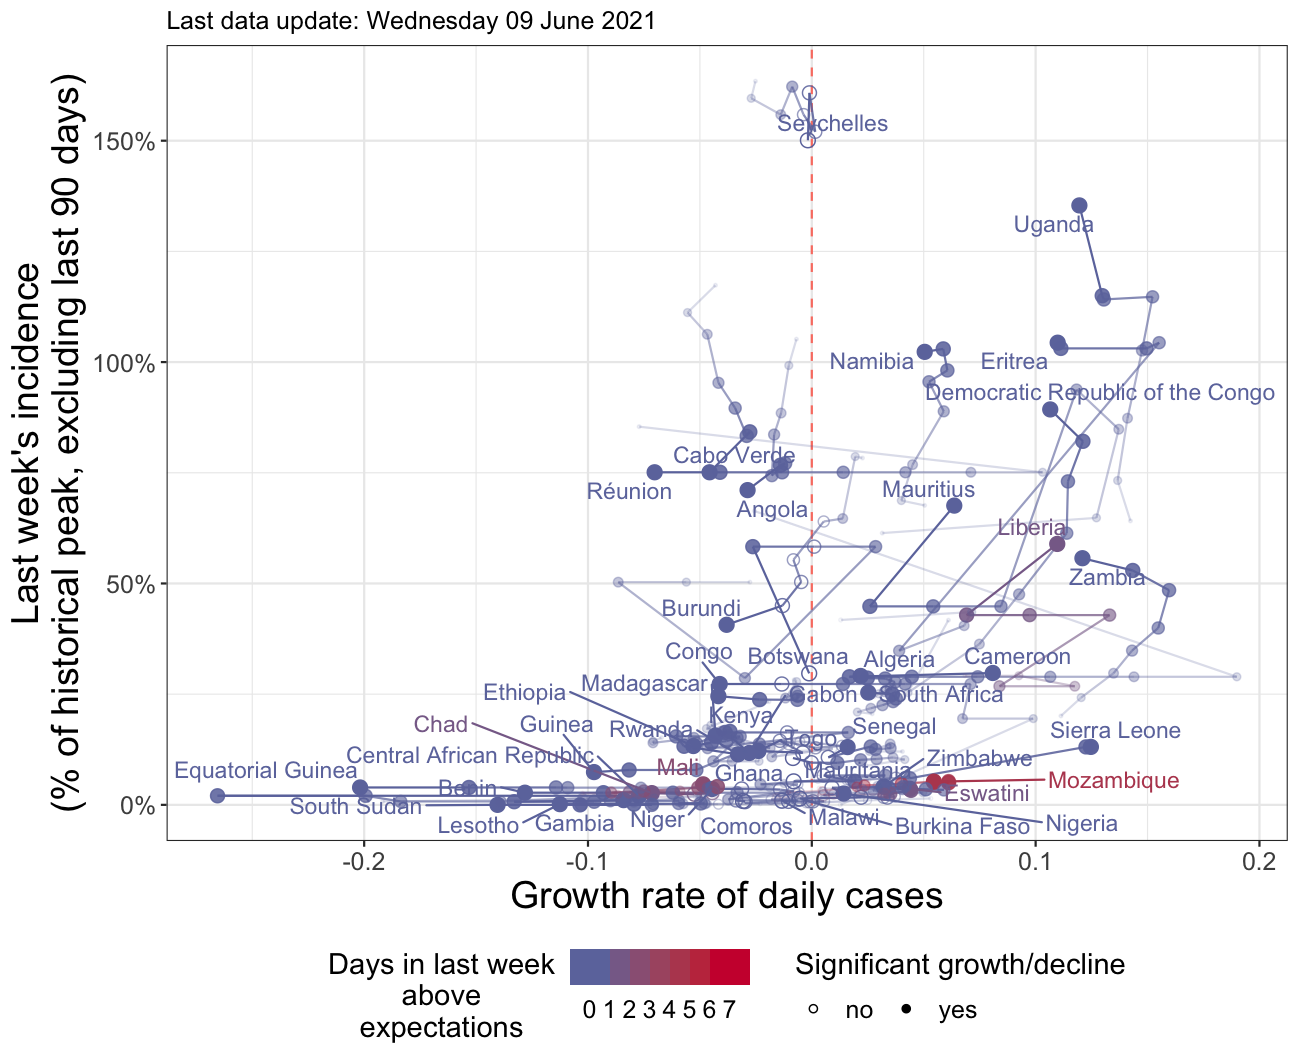 Last data update: Wednesday 09 June 2021
Last week's incidence
(% of historical peak, excluding last 90 days)
150%
100%
50%
0%
Seychelles
Uganda
Namibia
Eritrea
Democratic Republic of the Congo
Cabo Verde
Réunion
Mauritius
Angola
Liberia
Zambia
Burundi
Congo
Botswana
Algeria
Cameroon
Madagascar
Ethiopia
Gabon
South Africa
Kenya
Chad
Guinea
Rwanda
Togo
Senegal
Sierra Leone
Central African Republic
Zimbabwe
Equatorial Guinea
Mali
Ghana
Mauritania
Mozambique
Benin
Eswatini
South Sudan
Lesotho
Gambia
Niger
Comoros
Malawi
Burkina Faso
Nigeria
-0.2
-0.1
0.0
0.1
0.2
Growth rate of daily cases
Days in last week
above
expectations
0 1 2 3 4 5 6 7
Significant growth/decline
no
yes